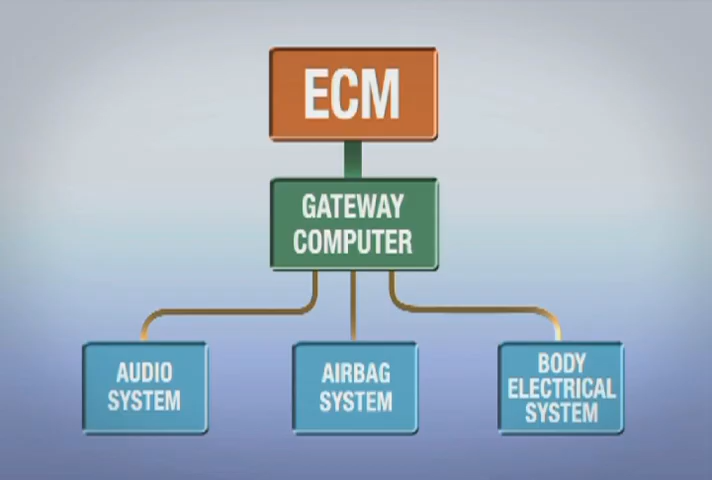 ECM
GATEWAY
COMPUTER
AUDIO
SYSTEM
AIRBAG
SYSTEM
BODY
ELECTRICAL
SYSTEM